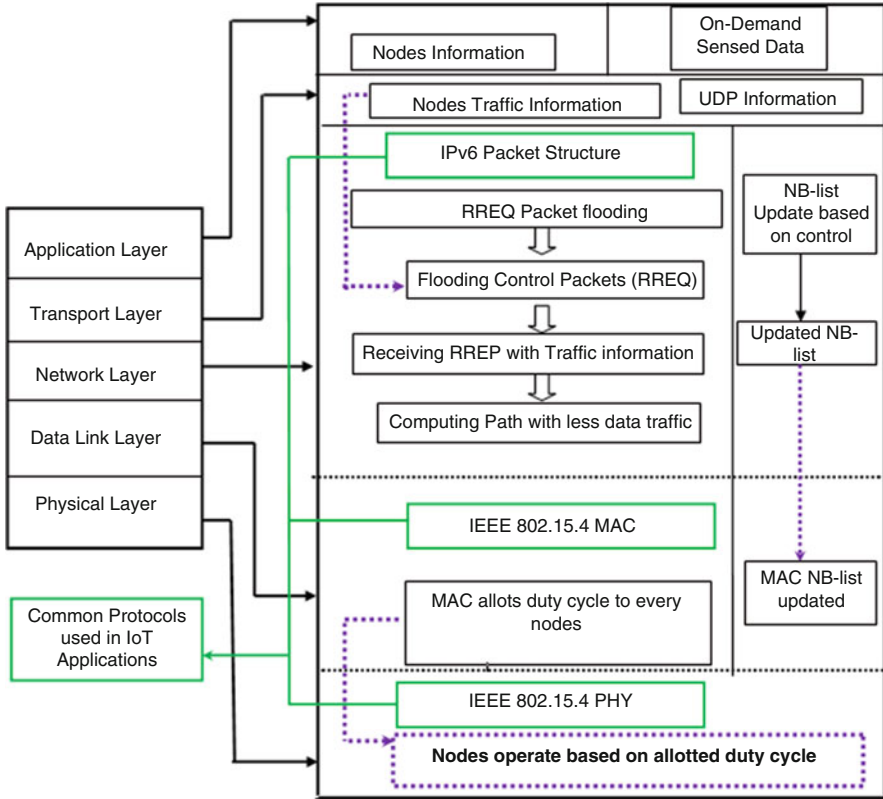 Application Layer
Transport Layer
Network Layer
Data Link Layer
Physical Layer
Common Protocols
used in IoT
Applications
Nodes Information
On-Demand
Sensed Data
Nodes Traffic Information
UDP Information
IPv6 Packet Structure
RREQ Packet flooding
Flooding Control Packets (RREQ)
Receiving RREP with Traffic information
Computing Path with less data traffic
NB-list
Update based
on control
Updated NB-
list
IEEE 802.15.4 MAC
MAC allots duty cycle to every
nodes
MAC NB-list
updated
IEEE 802.15.4 PHY
Nodes operate based on allotted duty cycle